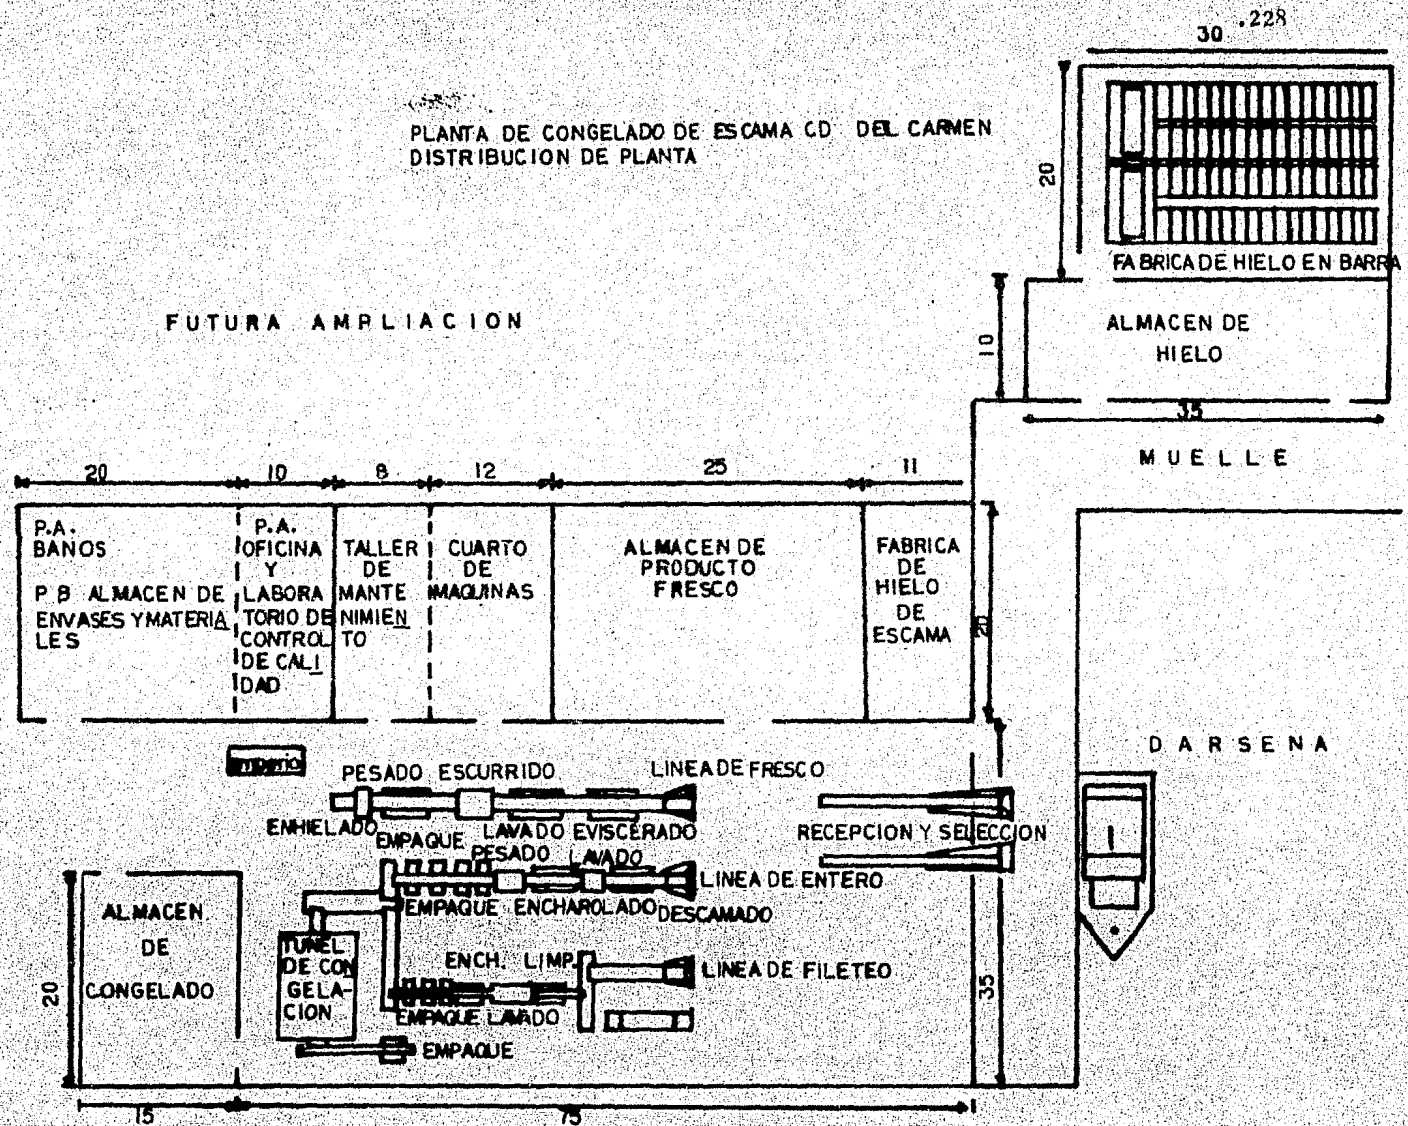 .228
30
PLANTA DE CONGELADO DE ESCAMA CD DEL CARMEN
DISTRIBUCION DE PLANTA
20
FABRICA DE HIELO EN BARRA
FUTURA AMPLIACION
10
ALMACEN DE
HIELO
35
MUELLE
20
10
8
12
25
11
P.A.
BAÑOS
P B ALMACEN DE
ENVASES Y MATERIA
LES
P.A.
OFICINA
Y
LABORA
TORIO DE
CONTROL
DE CALI
DAD
TALLER
DE
MANTE
NIMIEN
TO
CUARTO
DE
MAQUINAS
ALMACEN DE
PRODUCTO
FRESCO
FABRICA
DE
HIELO
DE
ESCAMA
20
DARSENA
PESADO ESCURRIDO
LINEA DE FRESCO
ENHIELADO
EMPAQUE
LAVADO EVISCERADO
RECEPCION Y SELECCION
PESADO
LAVADO
LINEA DE ENTERO
EMPAQUE ENCHAROLADO DESCAMADO
ALMACEN
DE
CONGELADO
20
TUNEL
DE CON
GELA-
CION
ENCH. LIMP.
LINEA DE FILETEO
EMPAQUE LAVADO
EMPAQUE
35
15
75